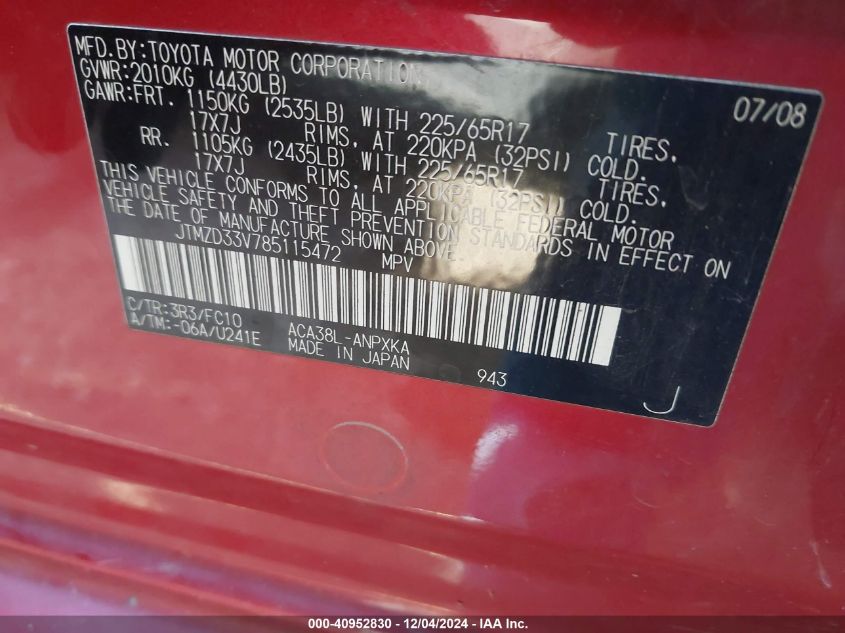 MFD.BY:TOYOTA MOTOR CORPORATION 07/08
GVWR:2010KG (4430LB)
GAWR:FRT. 1150KG (2535LB) WITH 225/65R17 TIRES,
17X7J RIMS, AT 220KPA (32PSI) COLD.
RR. 1105KG (2435LB) WITH 225/65R17 TIRES,
17X7J RIMS, AT 220KPA (32PSI) COLD.
THIS VEHICLE CONFORMS TO ALL APPLICABLE FEDERAL MOTOR
VEHICLE SAFETY AND THEFT PREVENTION STANDARDS IN EFFECT ON
THE DATE OF MANUFACTURE SHOWN ABOVE.
JTMZD33V785115472 MPV
C/TR:3R3/FC10 ACA38L-ANPXKA
A/TM:-06A/U241E MADE IN JAPAN
943
J
000-40952830 - 12/04/2024 - IAA Inc.